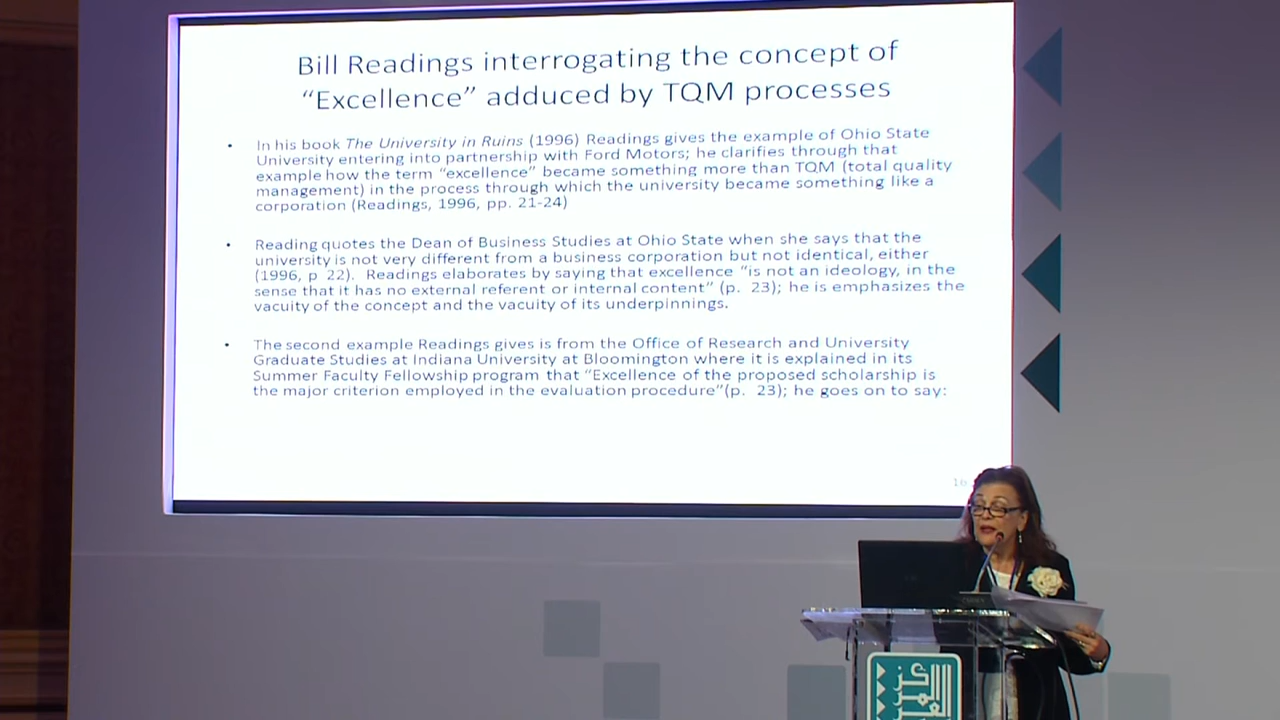 Bill Readings interrogating the concept of
“Excellence” adduced by TQM processes
• In his book The University in Ruins (1996) Readings gives the example of Ohio State
University entering into partnership with Ford Motors; he clarifies through that
example how the term “excellence” became something more than TQM (total quality
management) in the process through which the university became something like a
corporation (Readings, 1996, pp. 21-24)
• Reading quotes the Dean of Business Studies at Ohio State when she says that the
university is not very different from a business corporation but not identical, either
(1996, p 22). Readings elaborates by saying that excellence “is not an ideology, in the
sense that it has no external referent or internal content” (p. 23); he is emphasizes the
vacuity of the concept and the vacuity of its underpinnings.
• The second example Readings gives is from the Office of Research and University
Graduate Studies at Indiana University at Bloomington where it is explained in its
Summer Faculty Fellowship program that “Excellence of the proposed scholarship is
the major criterion employed in the evaluation procedure”(p. 23); he goes on to say:
16